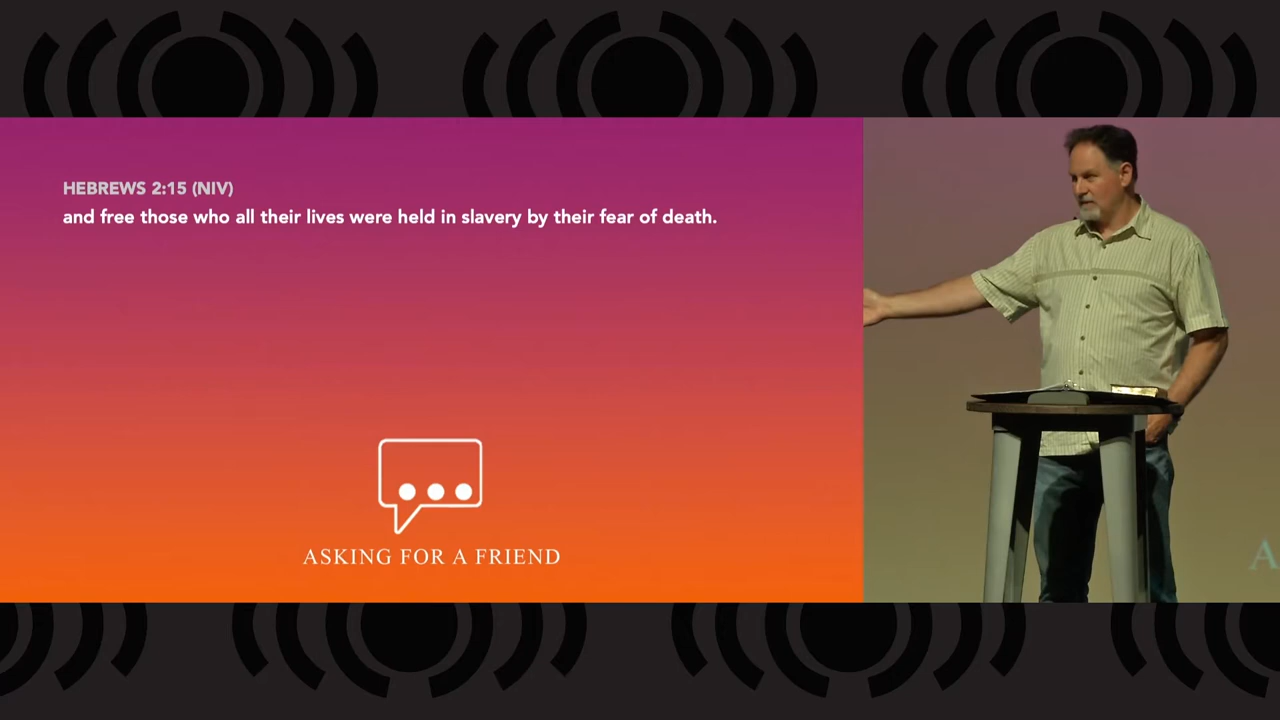 HEBREWS 2:15 (NIV)
and free those who all their lives were held in slavery by their fear of death.
ASKING FOR A FRIEND
A